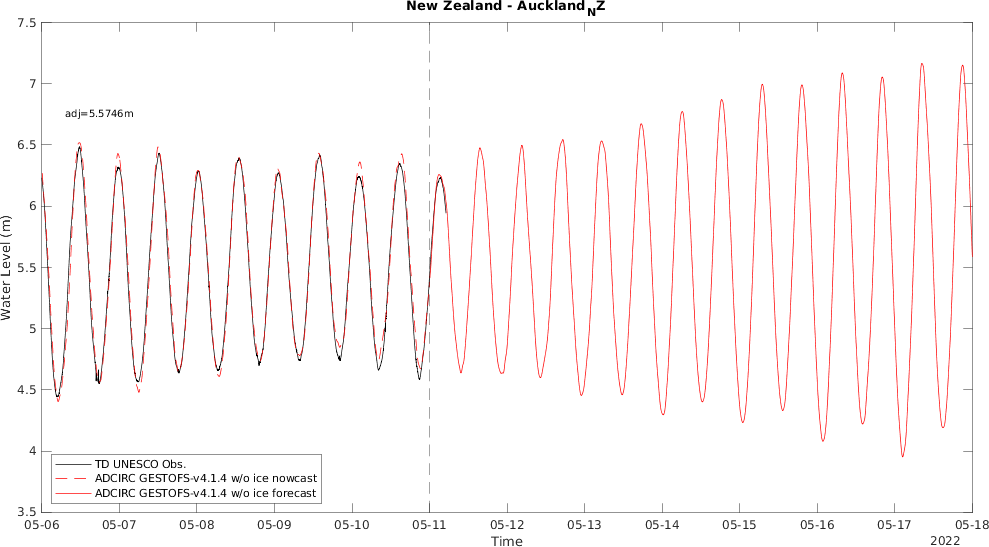 New Zealand - Auckland_NZ
7.5
7
6.5
6
5.5
5
4.5
4
3.5
Water Level (m)
adj=5.5746m
TD UNESCO Obs.
ADCIRC GESTOFS-v4.1.4 w/o ice nowcast
ADCIRC GESTOFS-v4.1.4 w/o ice forecast
05-06 05-07 05-08 05-09 05-10 05-11 05-12 05-13 05-14 05-15 05-16 05-17 05-18
Time
2022